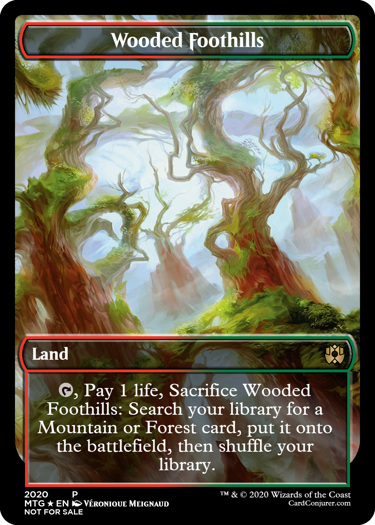 Wooded Foothills
Land
, Pay 1 life, Sacrifice Wooded
Foothills: Search your library for a
Mountain or Forest card, put it onto
the battlefield, then shuffle your
library.
2020 P
MTG ★ EN Véronique Meignaud
NOT FOR SALE
™ & © 2020 Wizards of the Coast
CardConjurer.com